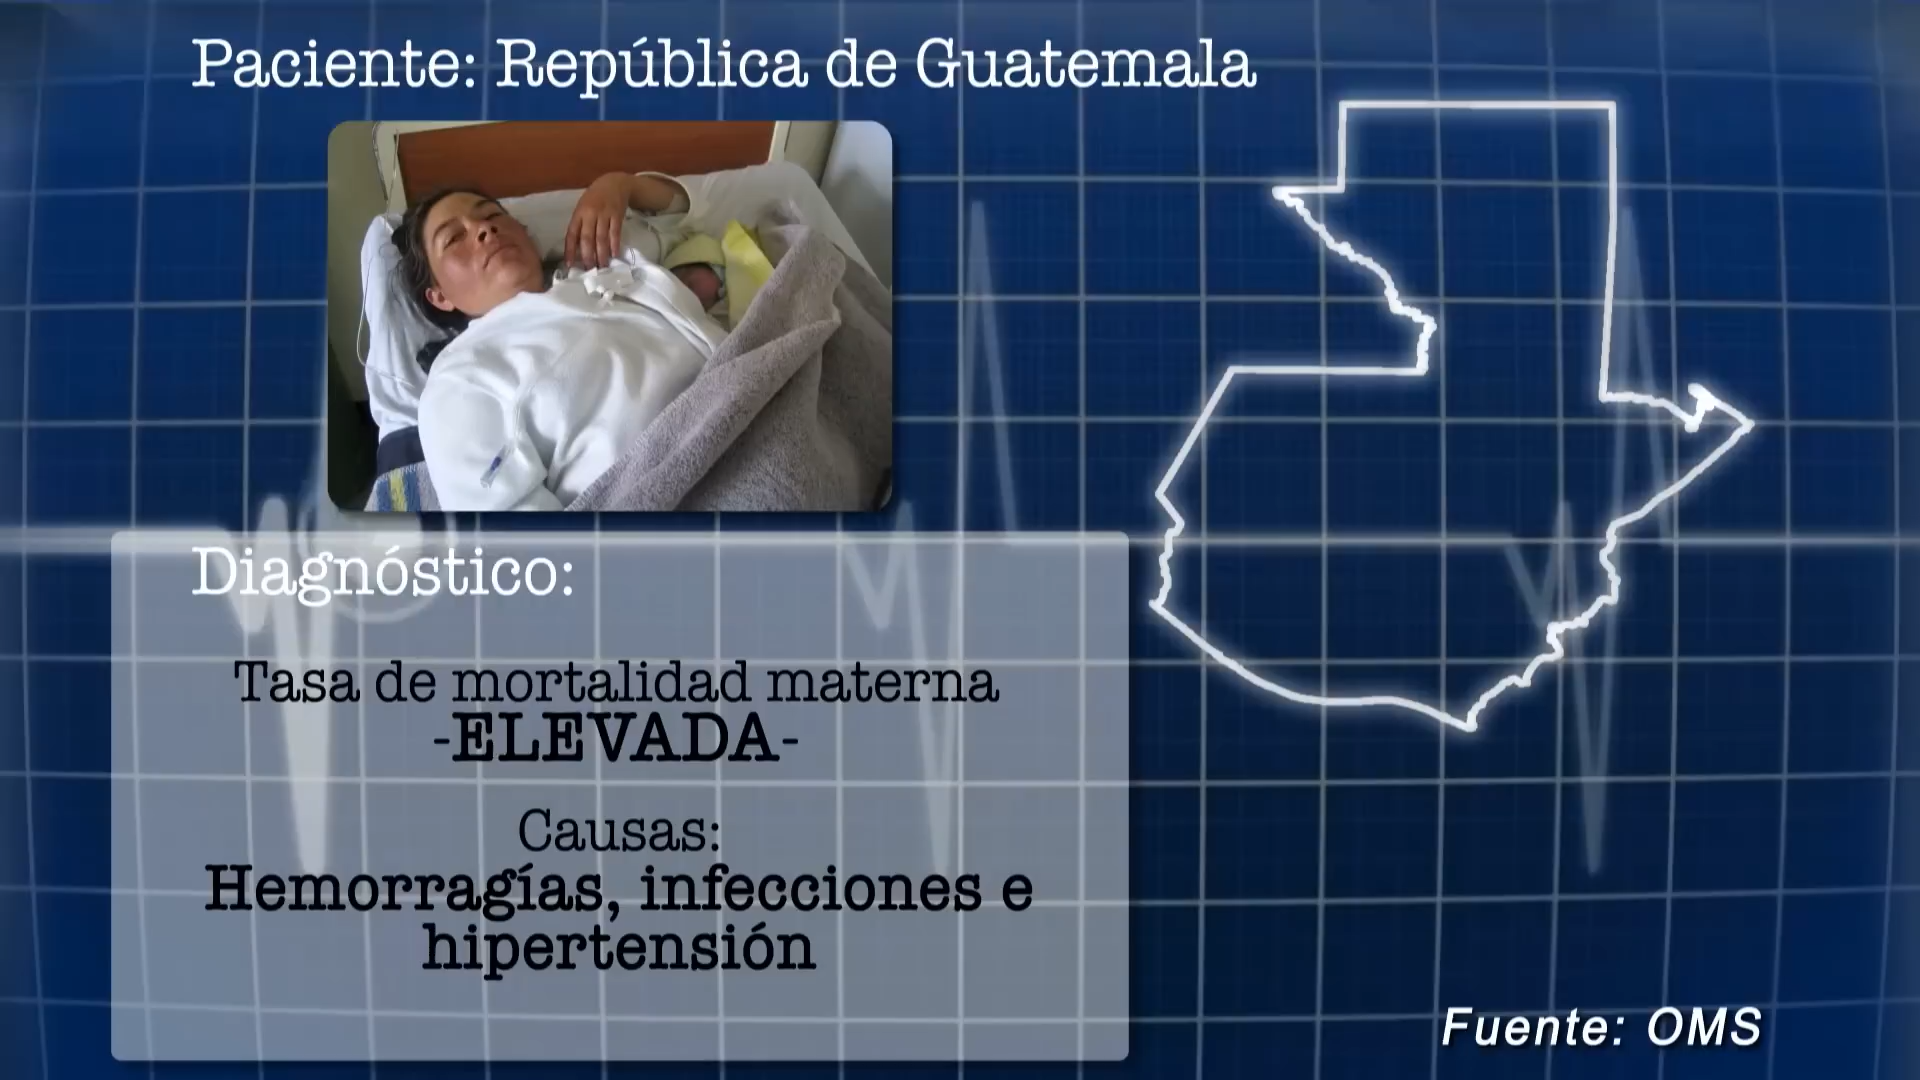 Paciente: República de Guatemala
Diagnóstico:
Tasa de mortalidad materna
-ELEVADA-
Causas:
Hemorragías, infecciones e
hipertensión
Fuente: OMS